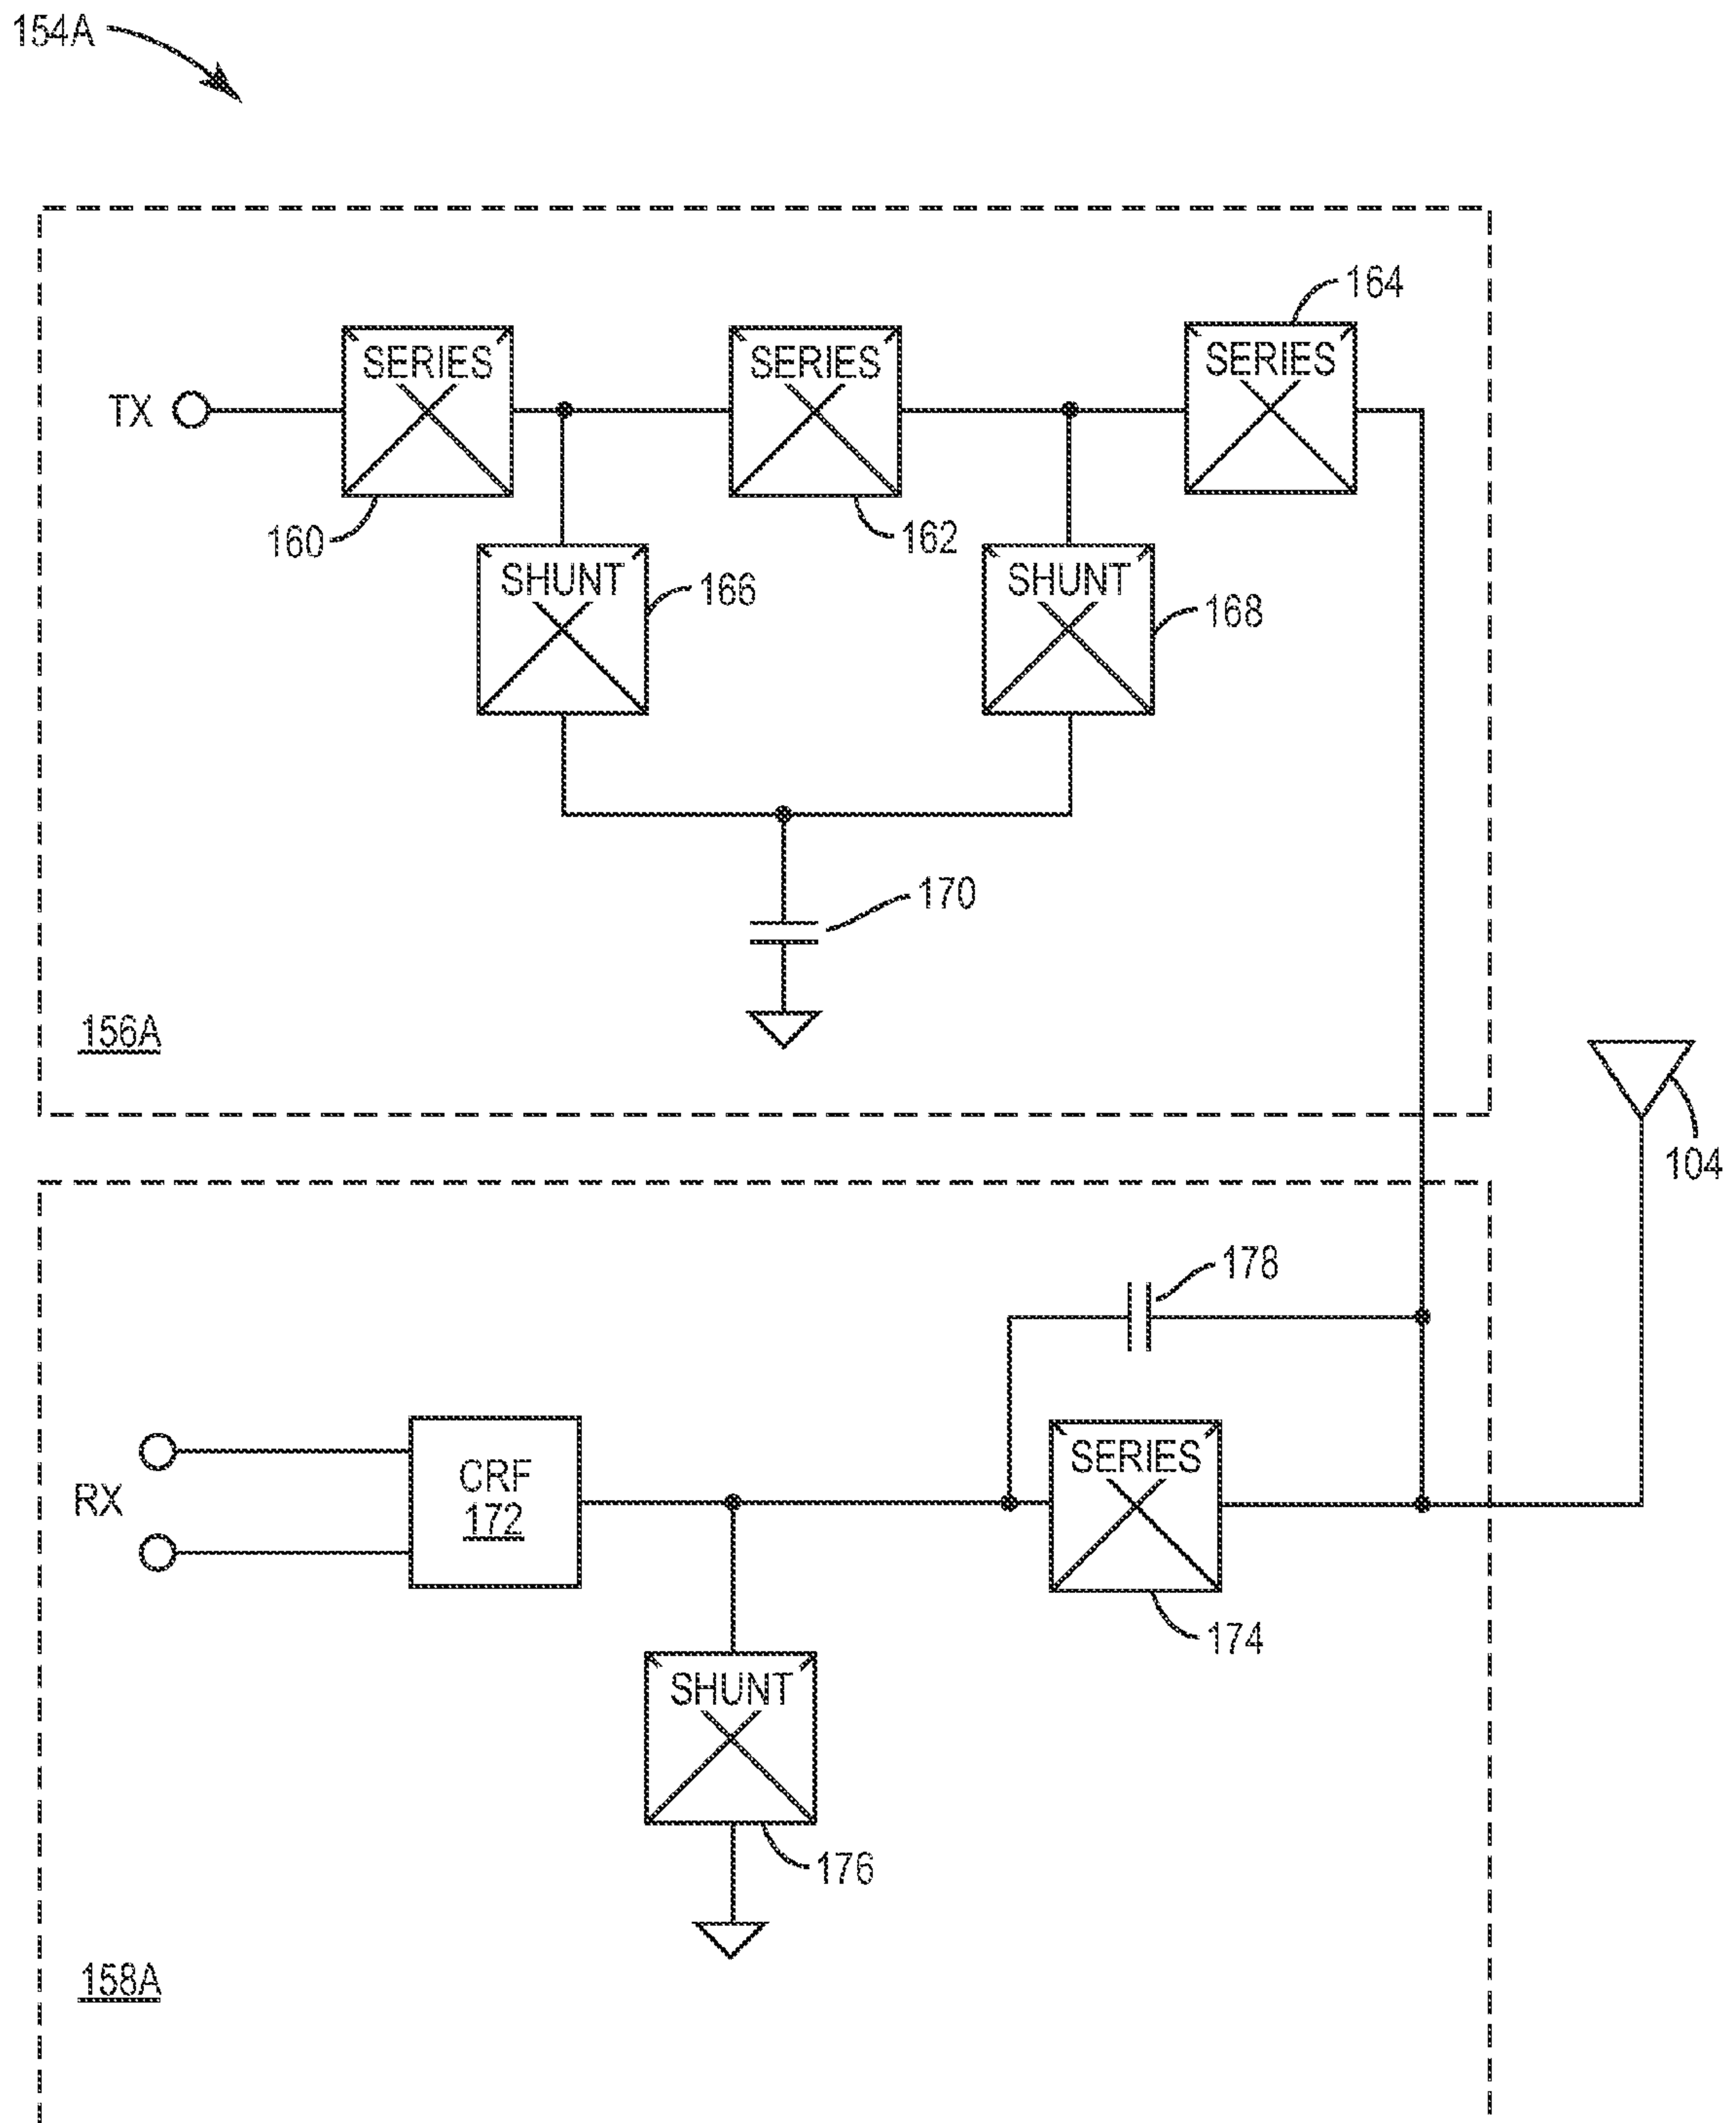 154A
164
SERIES
SERIES
SERIES
TX
160
162
SHUNT
166
SHUNT
168
170
156A
104
178
SERIES
CRF
172
RX
174
SHUNT
176
158A